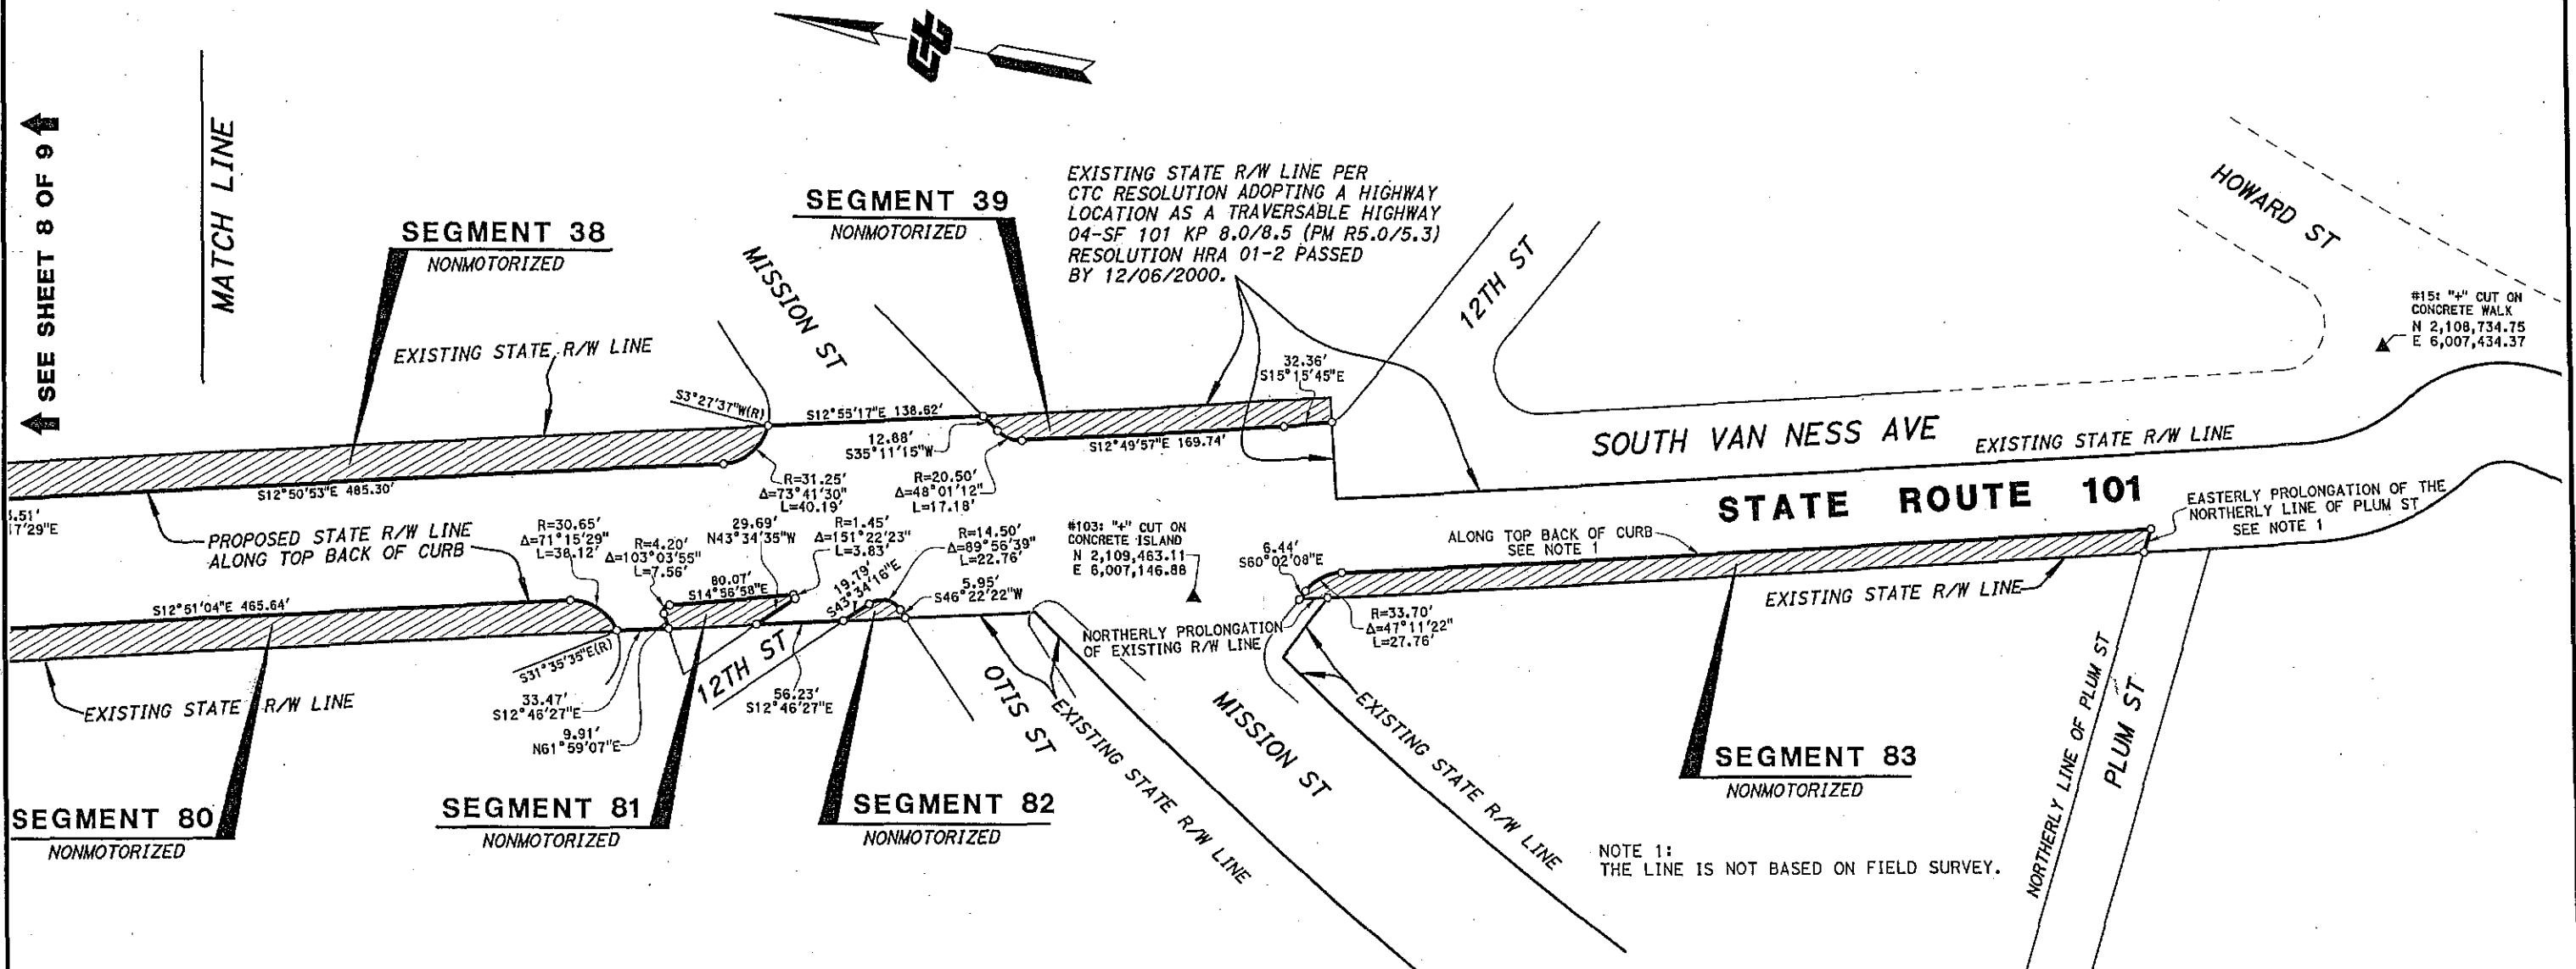 SEE SHEET 8 OF 9
MATCH LINE
SEGMENT 38
NONMOTORIZED
EXISTING STATE R/W LINE
MISSION ST
SEGMENT 39
NONMOTORIZED
EXISTING STATE R/W LINE PER
CTC RESOLUTION ADOPTING A HIGHWAY
LOCATION AS A TRAVERSABLE HIGHWAY
04-SF 101 KP 8.0/8.5 (PM R5.0/5.3)
RESOLUTION HRA 01-2 PASSED
BY 12/06/2000.
12TH ST
HOWARD ST
#15: "+" CUT ON
CONCRETE WALK
N 2,108,734.75
E 6,007,434.37
32.36'
S15°15'45"E
S3°27'37"W(R)
S12°55'17"E 138.62'
12.88'
S35°11'15"W
S12°49'57"E 169.74'
SOUTH VAN NESS AVE
EXISTING STATE R/W LINE
S12°50'53"E 485.30'
R=31.25'
Δ=73°41'30"
L=40.19'
R=20.50'
Δ=48°01'12"
L=17.18'
STATE ROUTE 101
EASTERLY PROLONGATION OF THE
NORTHERLY LINE OF PLUM ST
SEE NOTE 1
.51'
17'29"E
PROPOSED STATE R/W LINE
ALONG TOP BACK OF CURB
R=30.65'
Δ=71°15'29"
L=38.12'
R=4.20'
Δ=103°03'55"
L=7.56'
29.69'
N43°34'35"W
R=1.45'
Δ=151°22'23"
L=3.83'
R=14.50'
Δ=89°56'39"
L=22.76'
#103: "+" CUT ON
CONCRETE ISLAND
N 2,109,463.11
E 6,007,146.88
6.44'
S60°02'08"E
ALONG TOP BACK OF CURB
SEE NOTE 1
80.07'
S14°56'58"E
19.79'
S43°34'16"E
5.95'
S46°22'22"W
S12°51'04"E 465.64'
EXISTING STATE R/W LINE
R=33.70'
Δ=47°11'22"
L=27.76'
NORTHERLY PROLONGATION
OF EXISTING R/W LINE
S31°35'35"E(R)
12TH ST
OTIS ST
EXISTING STATE R/W LINE
33.47'
S12°46'27"E
9.91'
N61°59'07"E
56.23'
S12°46'27"E
EXISTING STATE R/W LINE
MISSION ST
EXISTING STATE R/W LINE
NORTHERLY LINE OF PLUM ST
PLUM ST
SEGMENT 80
NONMOTORIZED
SEGMENT 81
NONMOTORIZED
SEGMENT 82
NONMOTORIZED
SEGMENT 83
NONMOTORIZED
NOTE 1:
THE LINE IS NOT BASED ON FIELD SURVEY.